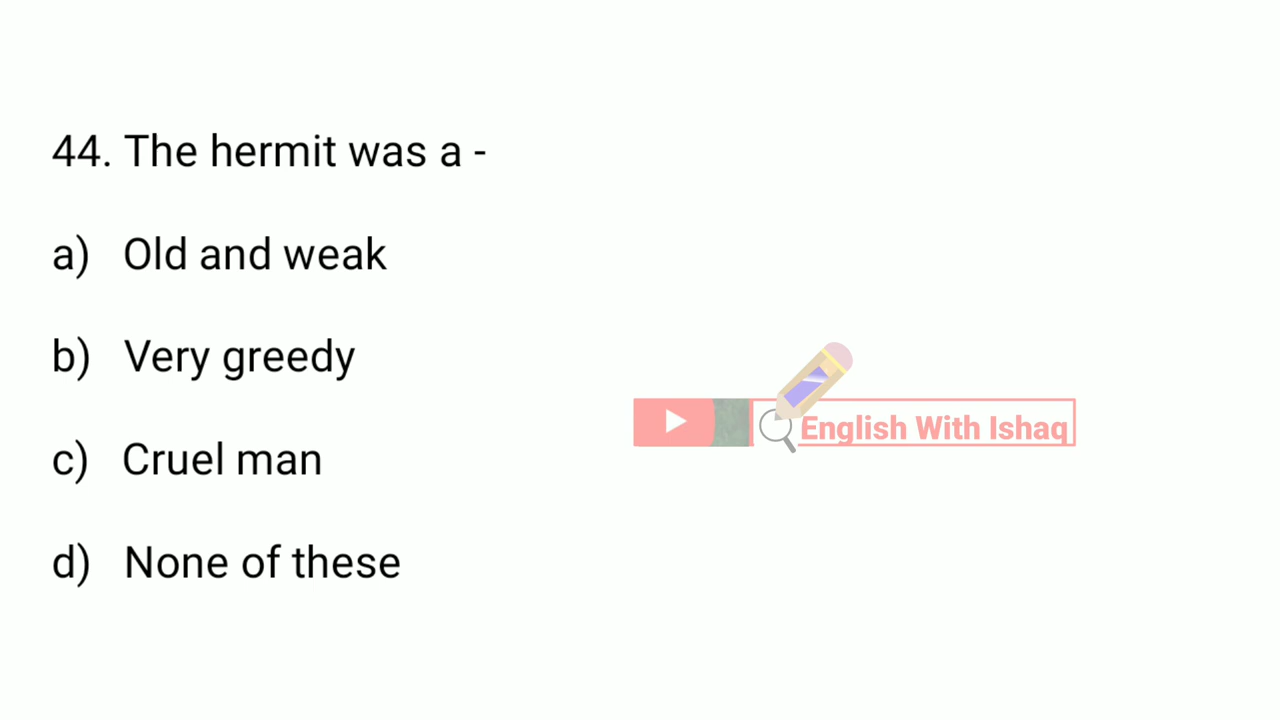 44. The hermit was a -
a) Old and weak
b) Very greedy
English With Ishaq
c) Cruel man
d) None of these